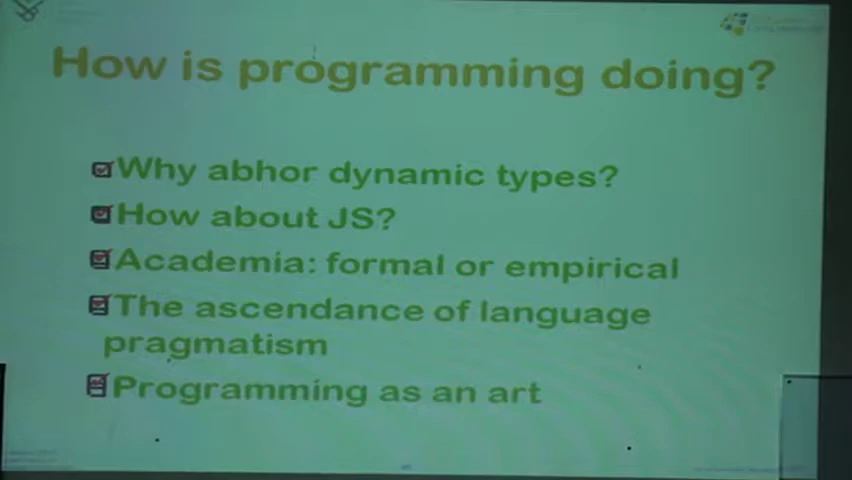 How is programming doing?
Why abhor dynamic types?
How about JS?
Academia: formal or empirical
The ascendance of language
pragmatism
Programming as an art